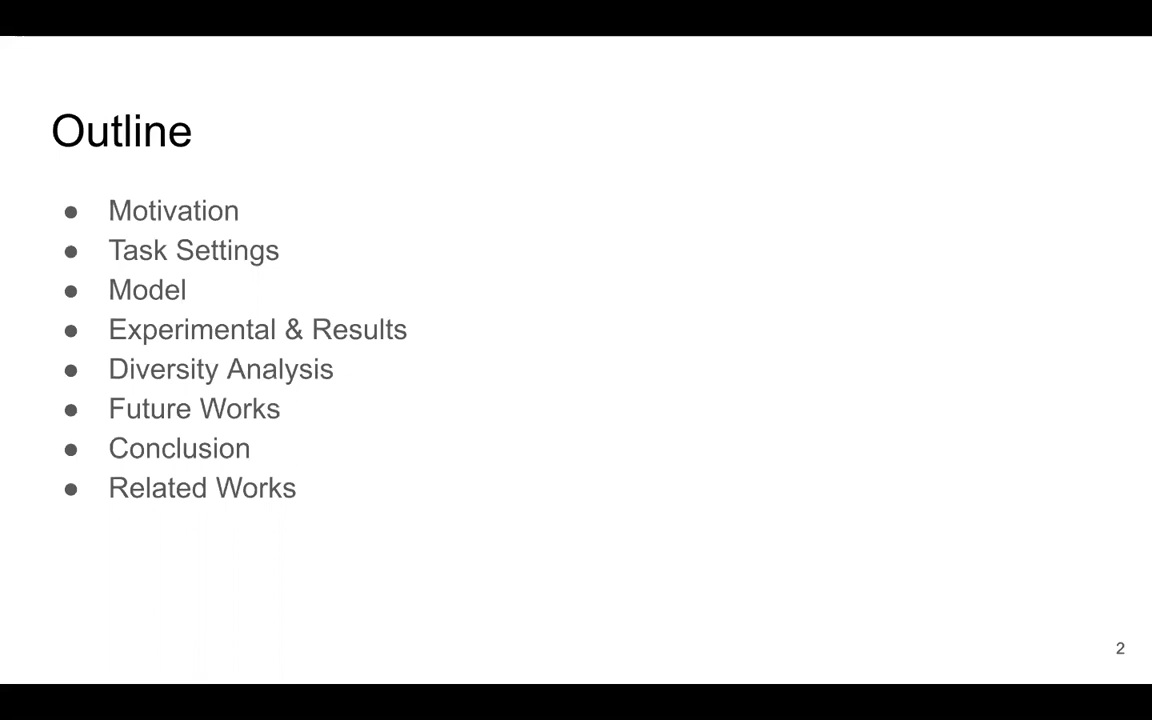 Outline
● Motivation
● Task Settings
● Model
● Experimental & Results
● Diversity Analysis
● Future Works
● Conclusion
● Related Works
2